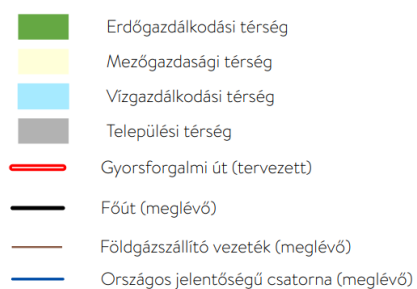 Erdőgazdálkodási térség
Mezőgazdasági térség
Vízgazdálkodási térség
Települési térség
Gyorsforgalmi út (tervezett)
Főút (meglévő)
Földgázszállító vezeték (meglévő)
Országos jelentőségű csatorna (meglévő)